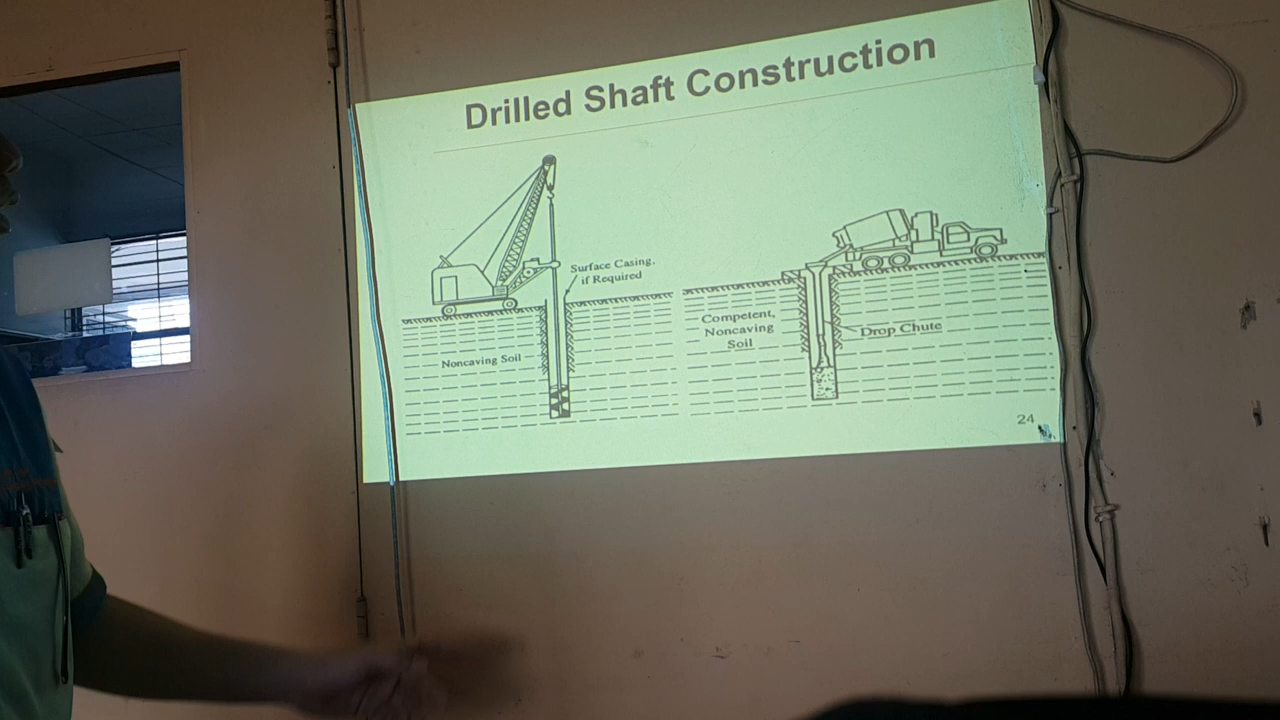 Drilled Shaft Construction
Surface Casing,
if Required
Noncaving Soil
Competent,
Noncaving
Soil
Drop Chute
24